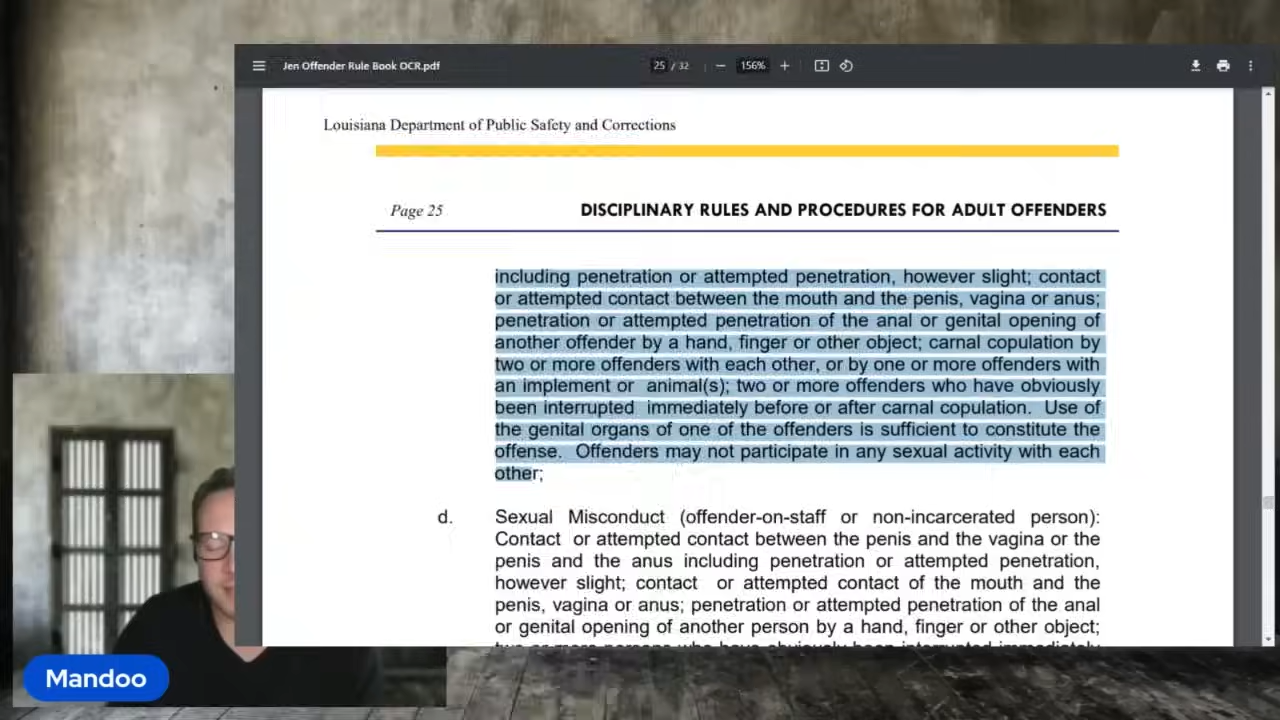 Jen Offender Rule Book OCR.pdf
25 / 32
156%
Louisiana Department of Public Safety and Corrections
Page 25
DISCIPLINARY RULES AND PROCEDURES FOR ADULT OFFENDERS
including penetration or attempted penetration, however slight; contact
or attempted contact between the mouth and the penis, vagina or anus;
penetration or attempted penetration of the anal or genital opening of
another offender by a hand, finger or other object; carnal copulation by
two or more offenders with each other, or by one or more offenders with
an implement or animal(s); two or more offenders who have obviously
been interrupted immediately before or after carnal copulation. Use of
the genital organs of one of the offenders is sufficient to constitute the
offense. Offenders may not participate in any sexual activity with each
other;
d. Sexual Misconduct (offender-on-staff or non-incarcerated person):
Contact or attempted contact between the penis and the vagina or the
penis and the anus including penetration or attempted penetration,
however slight; contact or attempted contact of the mouth and the
penis, vagina or anus; penetration or attempted penetration of the anal
or genital opening of another person by a hand, finger or other object;
two or more persons who have obviously been interrupted immediately
Mandoo